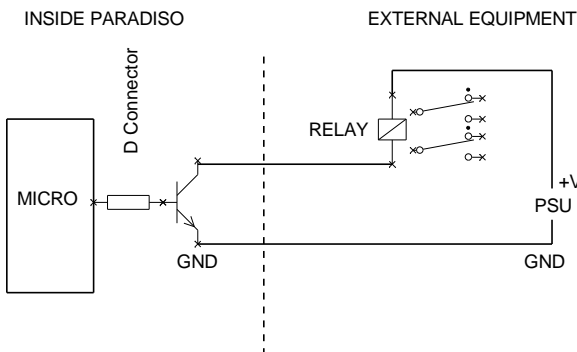 INSIDE PARADISO
EXTERNAL EQUIPMENT
D Connector
RELAY
MICRO
+V
PSU
GND
GND